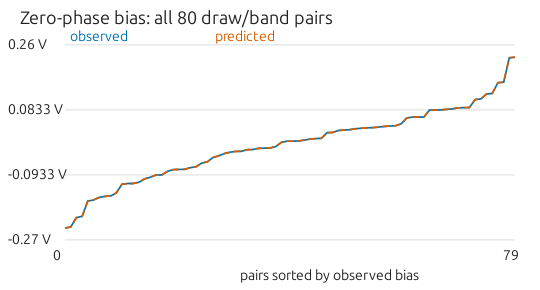 Zero-phase bias: all 80 draw/band pairs
observed predicted
0.26 V
0.0833 V
-0.0933 V
-0.27 V
0 79
pairs sorted by observed bias